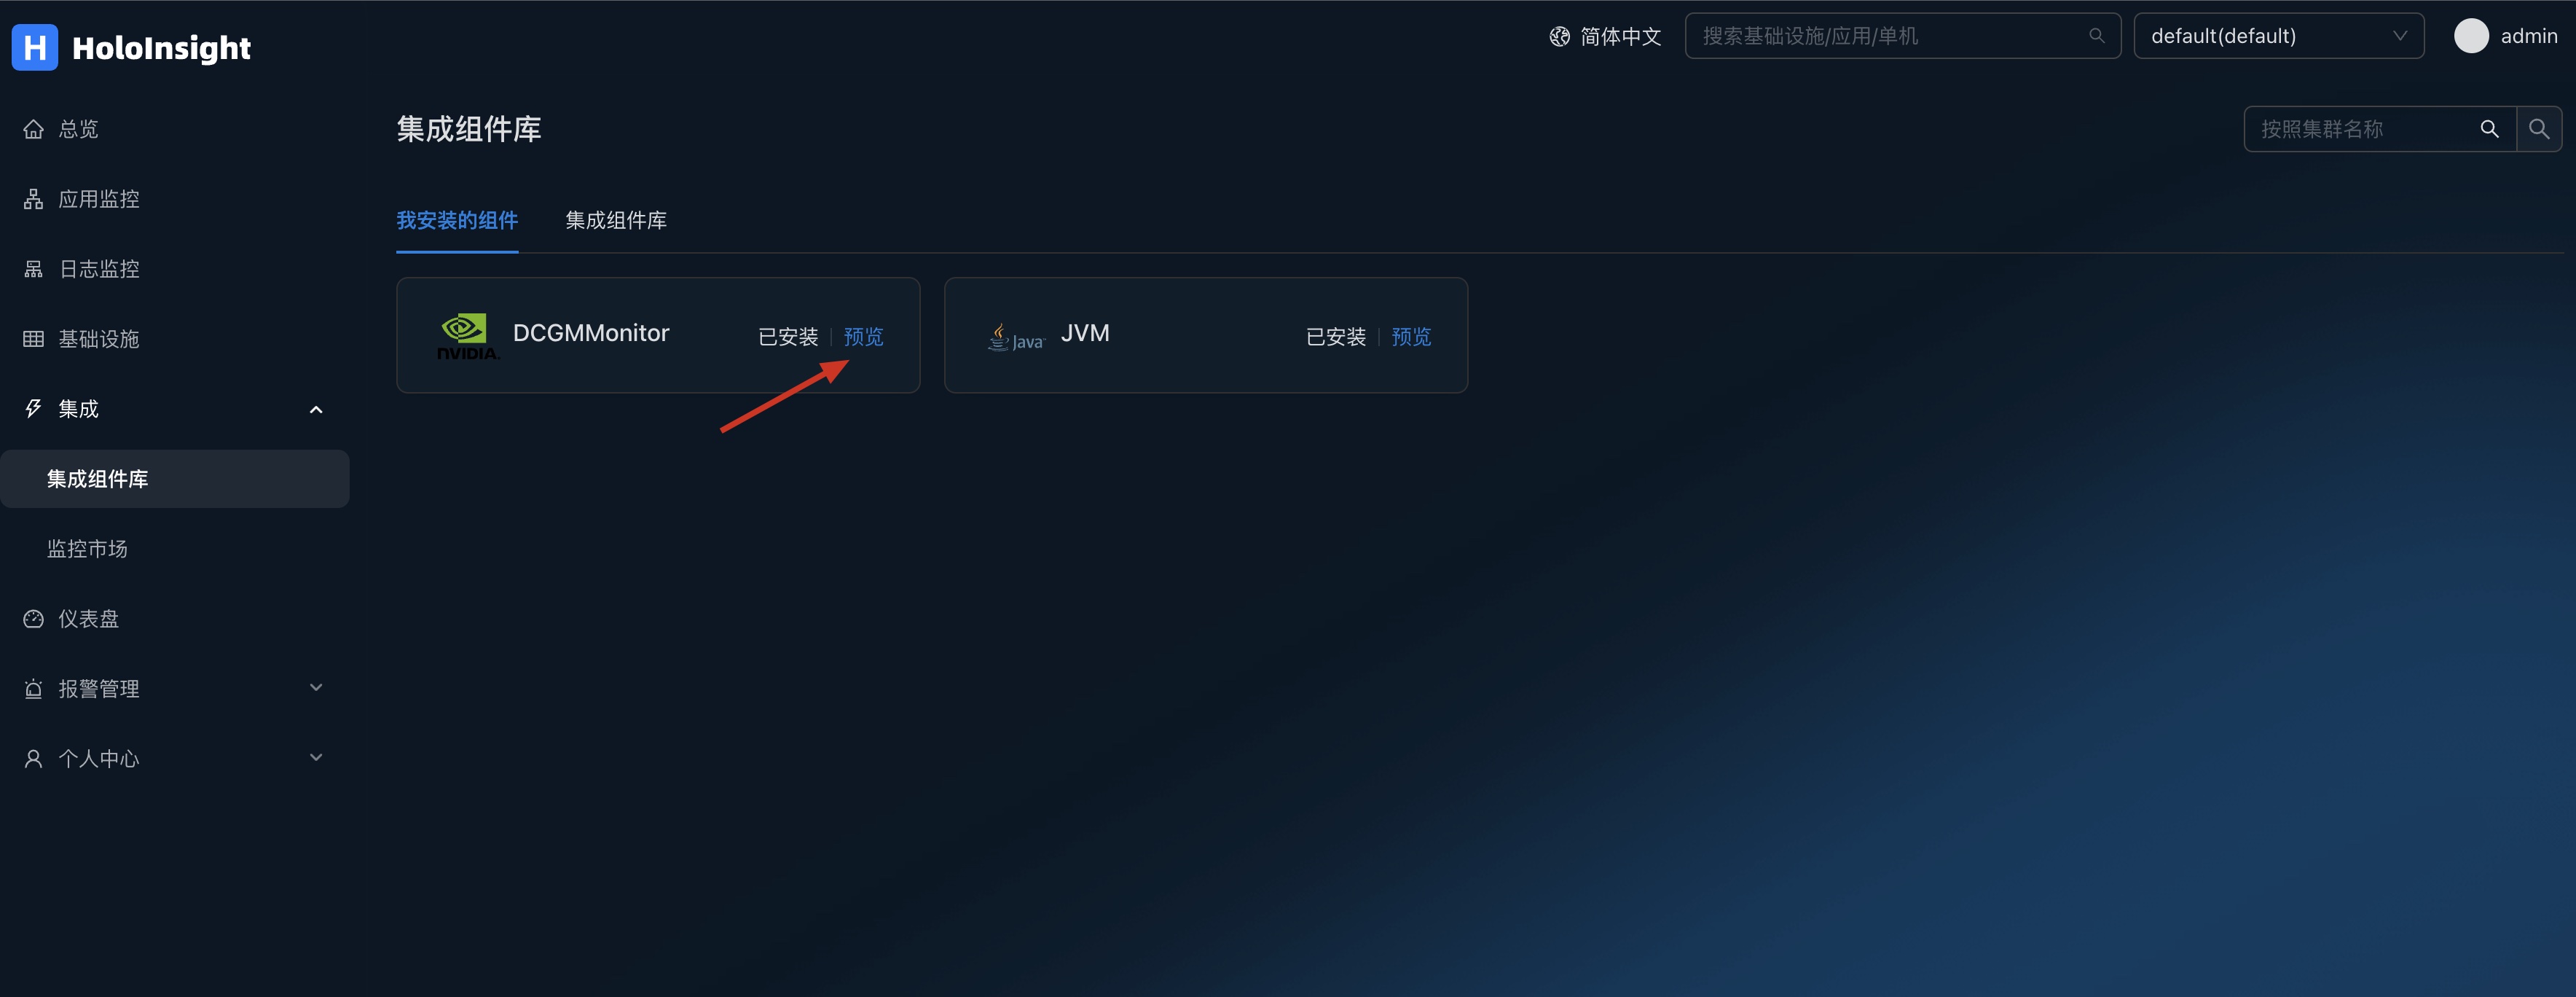 H HoloInsight
简体中文
搜索基础设施/应用/单机
default(default)
admin
总览
应用监控
日志监控
基础设施
集成
集成组件库
监控市场
仪表盘
报警管理
个人中心
集成组件库
按照集群名称
我安装的组件
集成组件库
NVIDIA.
DCGMMonitor
已安装
预览
Java
JVM
已安装
预览